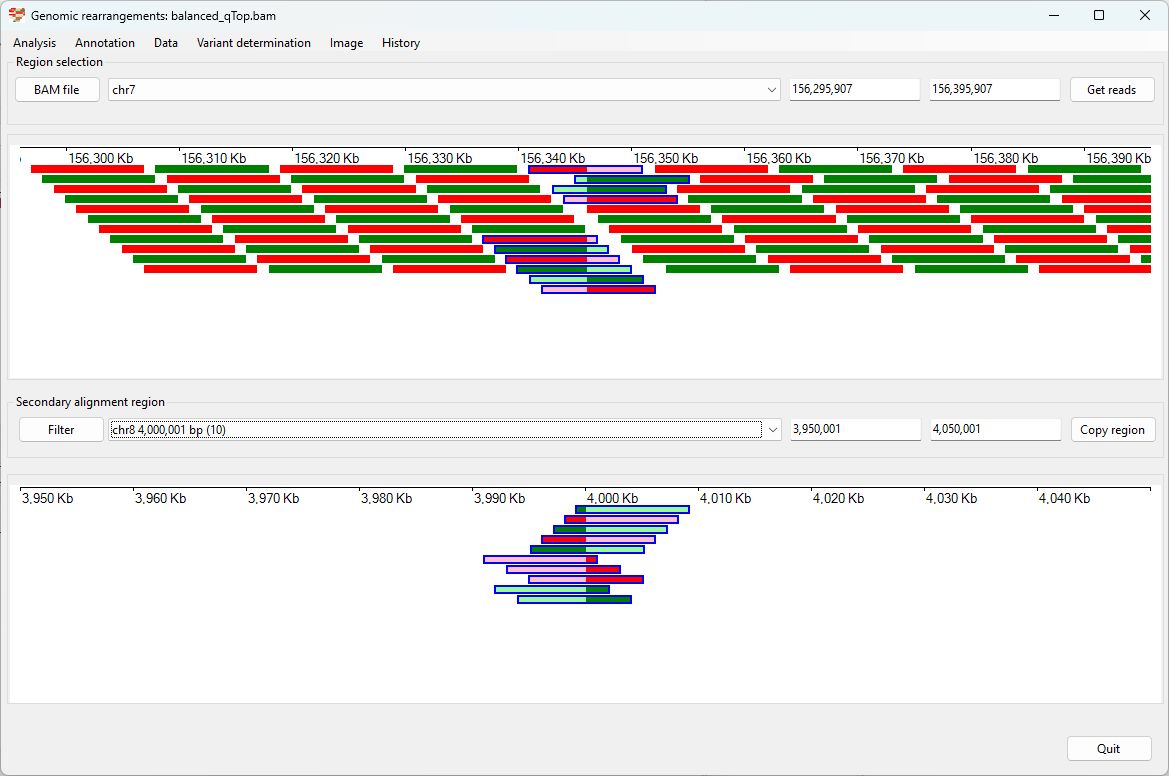 Genomic rearrangements: balanced_qTop.bam
Analysis Annotation Data Variant determination Image History
Region selection
BAM file chr7 156,295,907 156,395,907 Get reads
156,300 Kb 156,310 Kb 156,320 Kb 156,330 Kb 156,340 Kb 156,350 Kb 156,360 Kb 156,370 Kb 156,380 Kb 156,390 Kb
Secondary alignment region
Filter chr8 4,000,001 bp (10) 3,950,001 4,050,001 Copy region
3,950 Kb 3,960 Kb 3,970 Kb 3,980 Kb 3,990 Kb 4,000 Kb 4,010 Kb 4,020 Kb 4,030 Kb 4,040 Kb
Quit